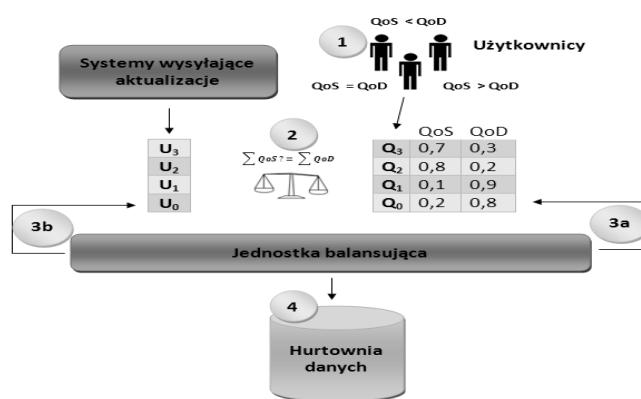 QoS < QoD
1
Użytkownicy
Systemy wysyłające
aktualizacje
QoS = QoD
QoS > QoD
2
∑ QoS ? = ∑ QoD
U3
U2
U1
U0
QoS QoD
Q3 0,7 0,3
Q2 0,8 0,2
Q1 0,1 0,9
Q0 0,2 0,8
3b
3a
Jednostka balansująca
4
Hurtownia
danych